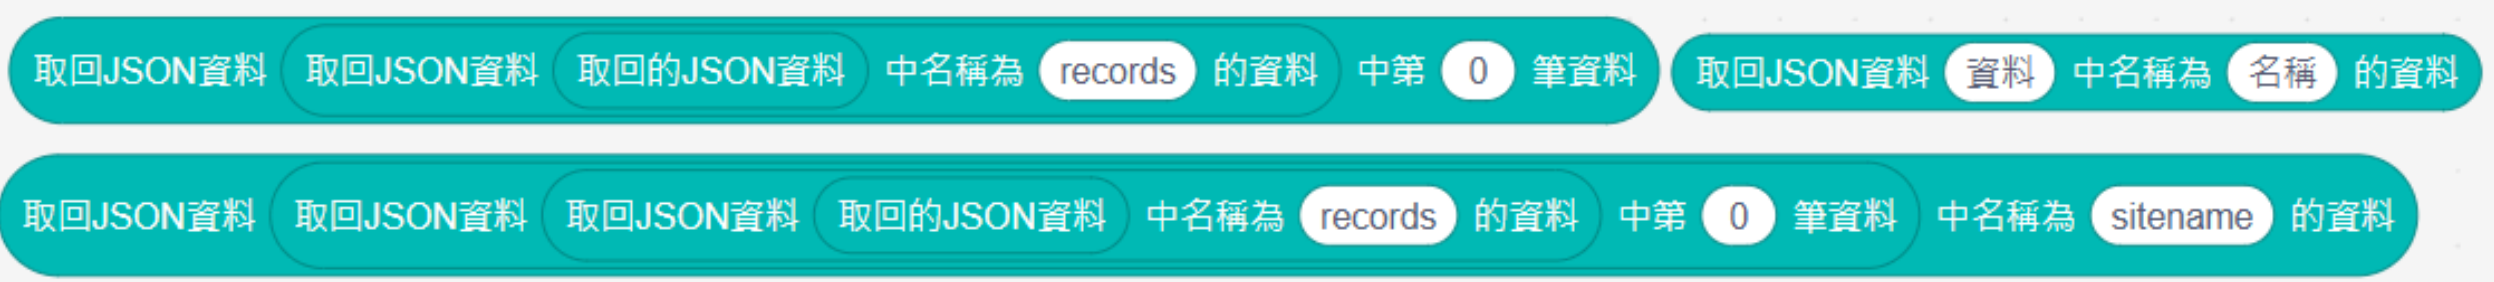 取回JSON資料 取回JSON資料 取回的JSON資料 中名稱為 records 的資料 中第 0 筆資料 取回JSON資料 資料 中名稱為 名稱 的資料
取回JSON資料 取回JSON資料 取回JSON資料 取回的JSON資料 中名稱為 records 的資料 中第 0 筆資料 中名稱為 sitename 的資料